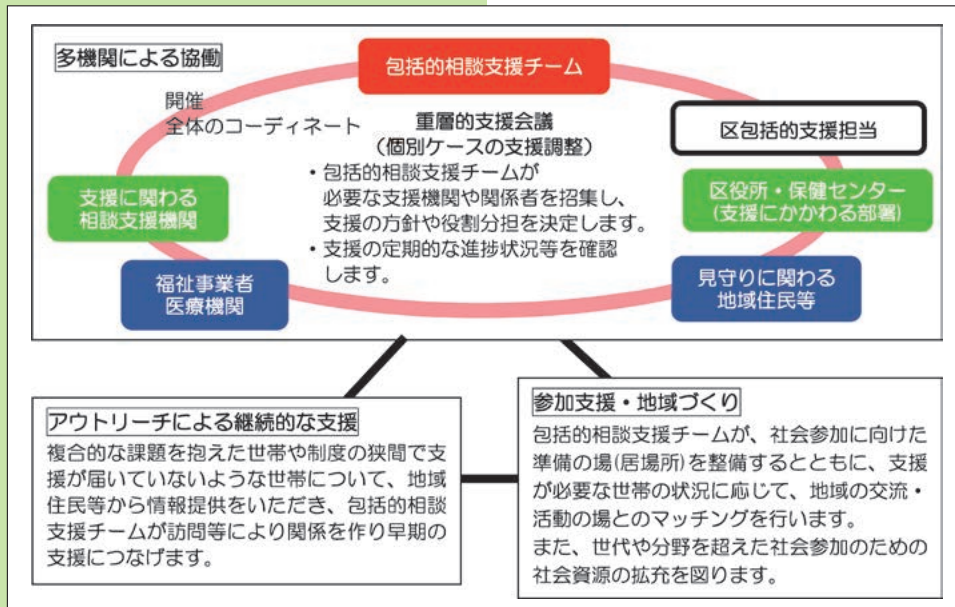 多機関による協働
包括的相談支援チーム
開催
全体のコーディネート
重層的支援会議
(個別ケースの支援調整)
・包括的相談支援チームが
必要な支援機関や関係者を招集し、
支援の方針や役割分担を決定します。
・支援の定期的な進捗状況等を確認
します。
区包括的支援担当
支援に関わる
相談支援機関
区役所・保健センター
(支援にかかわる部署)
福祉事業者
医療機関
見守りに関わる
地域住民等
アウトリーチによる継続的な支援
複合的な課題を抱えた世帯や制度の狭間で支
援が届いていないような世帯について、地域
住民等から情報提供をいただき、包括的相談
支援チームが訪問等により関係を作り早期の
支援につなげます。
参加支援・地域づくり
包括的相談支援チームが、社会参加に向けた
準備の場(居場所)を整備するとともに、支援
が必要な世帯の状況に応じて、地域の交流・
活動の場とのマッチングを行います。
また、世代や分野を超えた社会参加のための
社会資源の拡充を図ります。